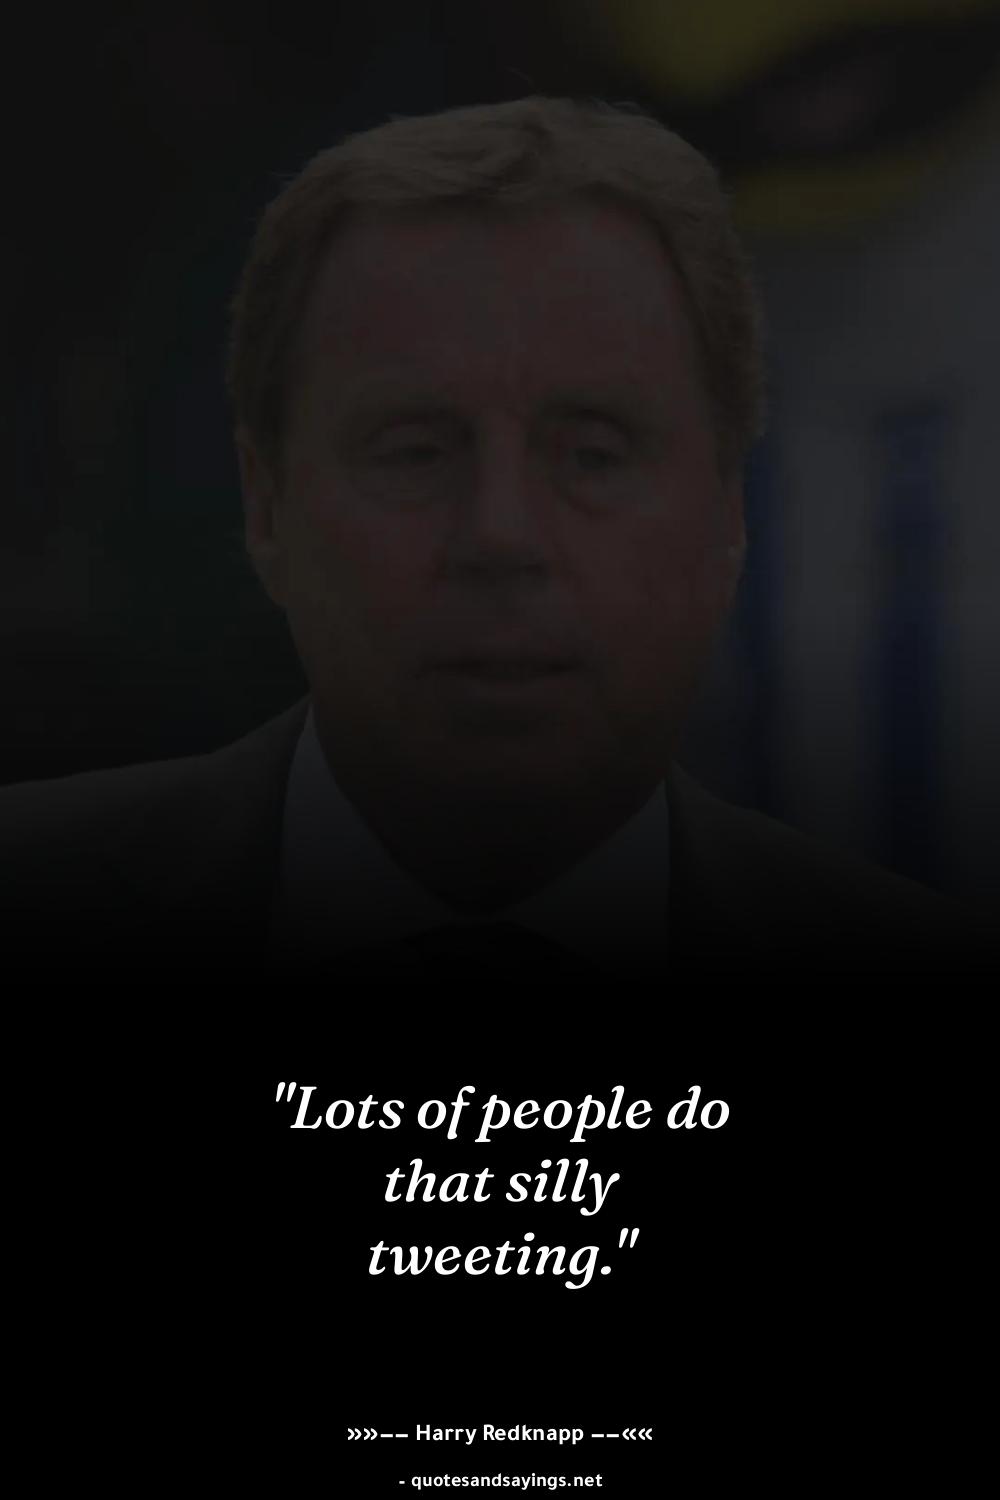 "Lots of people do
that silly
tweeting."
»»−− Harry Redknapp −−««
- quotesandsayings.net